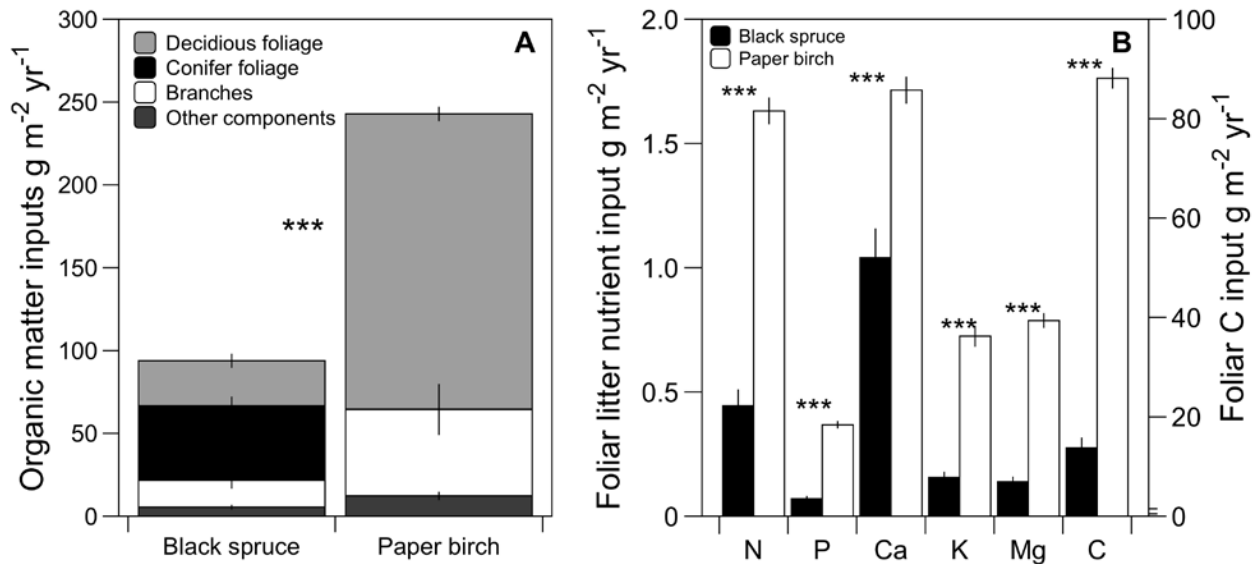 Organic matter inputs g m⁻² yr⁻¹
300
250
200
150
100
50
0
A
Decidious foliage
Conifer foliage
Branches
Other components
***
Black spruce
Paper birch
Foliar litter nutrient input g m⁻² yr⁻¹
2.0
1.5
1.0
0.5
0
B
Black spruce
Paper birch
***
***
***
***
***
***
N
P
Ca
K
Mg
C
100
80
60
40
20
0
Foliar C input g m⁻² yr⁻¹